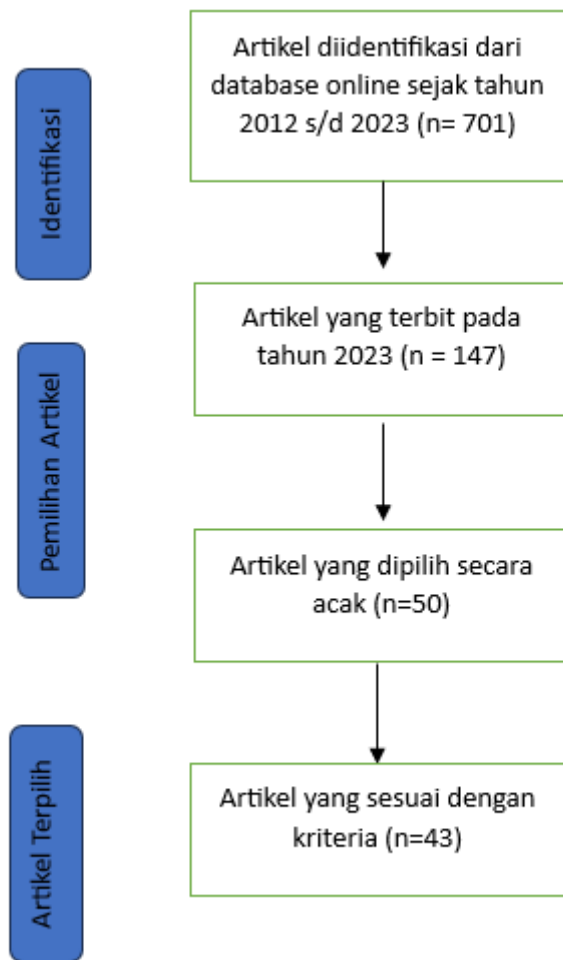 Identifikasi
Artikel diidentifikasi dari
database online sejak tahun
2012 s/d 2023 (n= 701)
Pemilihan Artikel
Artikel yang terbit pada
tahun 2023 (n = 147)
Artikel yang dipilih secara
acak (n=50)
Artikel Terpilih
Artikel yang sesuai dengan
kriteria (n=43)